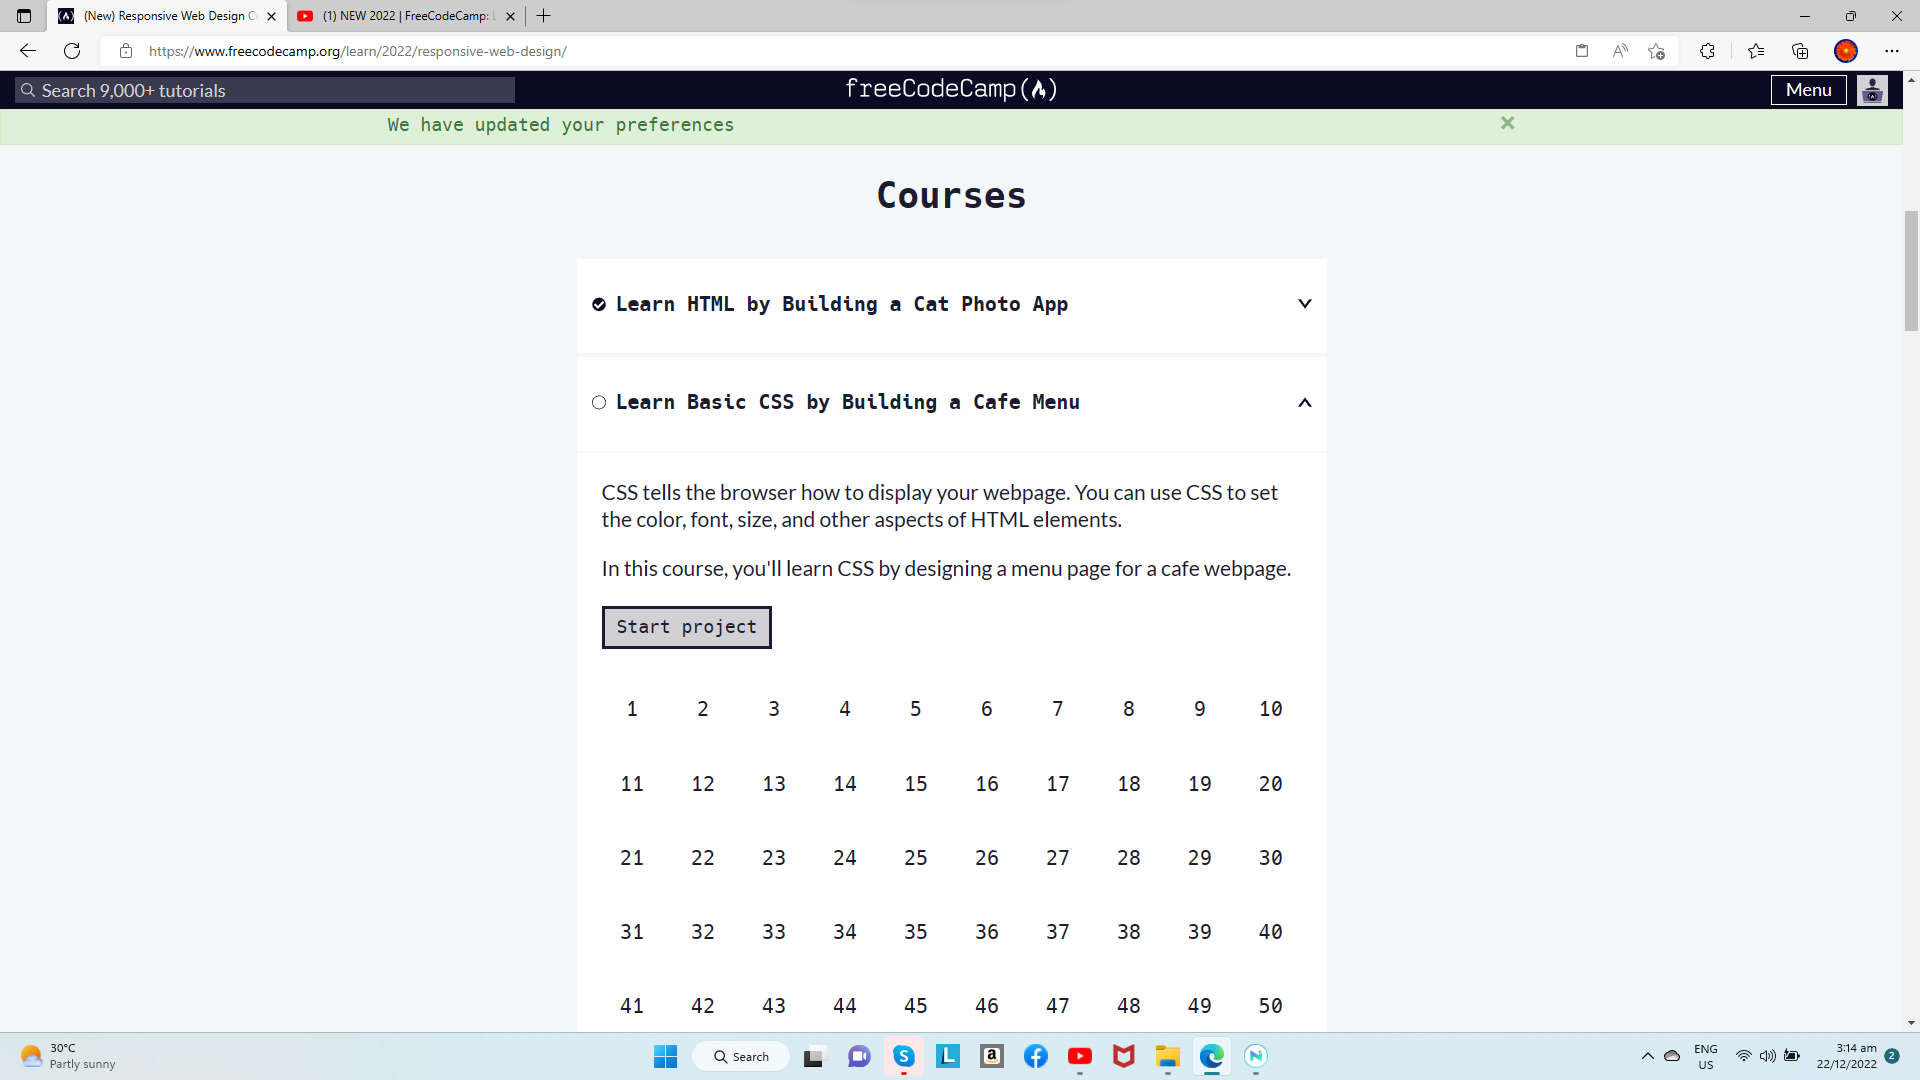 (New) Responsive Web Design C
(1) NEW 2022 | FreeCodeCamp:
https://www.freecodecamp.org/learn/2022/responsive-web-design/
Search 9,000+ tutorials
freeCodeCamp
Menu
We have updated your preferences
Courses
Learn HTML by Building a Cat Photo App
Learn Basic CSS by Building a Cafe Menu
CSS tells the browser how to display your webpage. You can use CSS to set
the color, font, size, and other aspects of HTML elements.
In this course, you'll learn CSS by designing a menu page for a cafe webpage.
Start project
1 2 3 4 5 6 7 8 9 10
11 12 13 14 15 16 17 18 19 20
21 22 23 24 25 26 27 28 29 30
31 32 33 34 35 36 37 38 39 40
41 42 43 44 45 46 47 48 49 50
30°C
Partly sunny
Search
ENG
US
3:14 am
22/12/2022
2